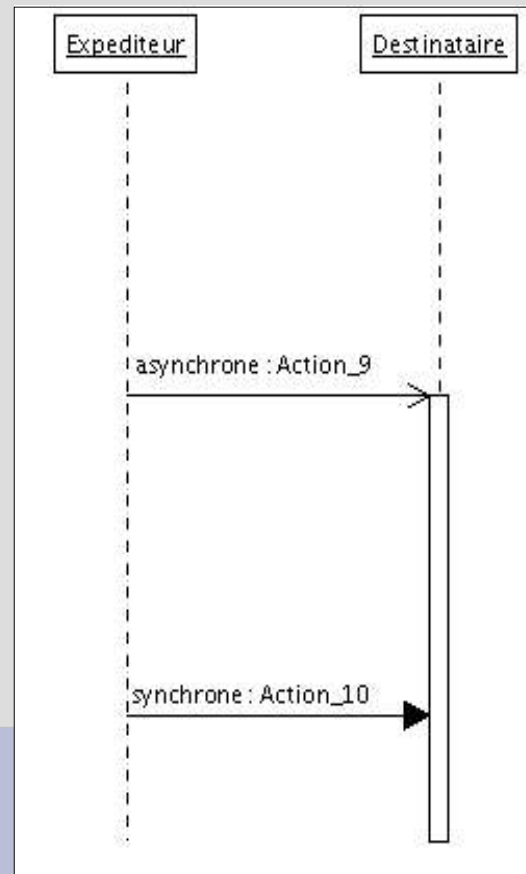 Expediteur
Destinataire
asynchrone : Action_9
synchrone : Action_10